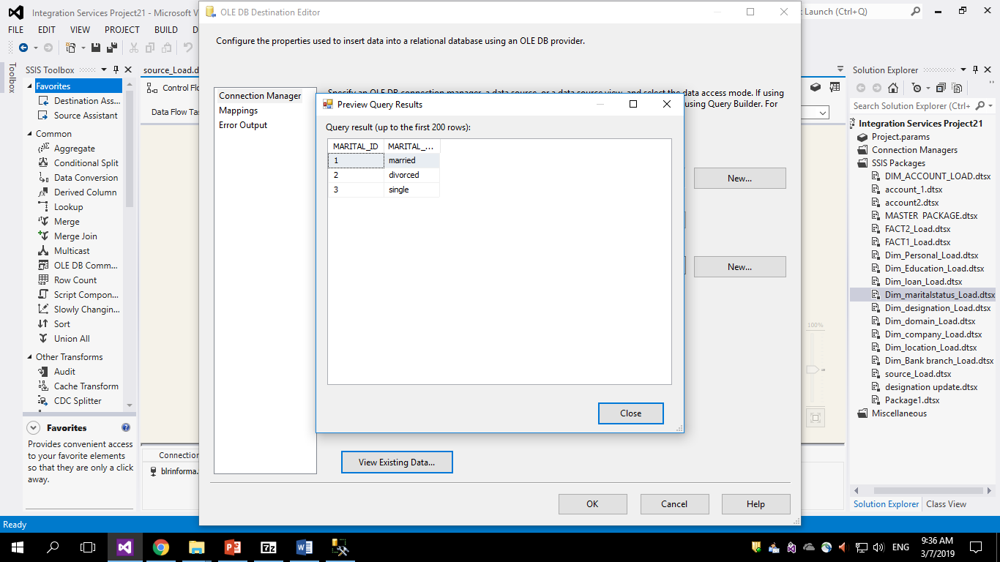 Integration Services Project21 - Microsoft V
OLE DB Destination Editor
Launch (Ctrl+Q)
FILE EDIT VIEW PROJECT BUILD D
Configure the properties used to insert data into a relational database using an OLE DB provider.
Toolbox
SSIS Toolbox
source_Load.d
Solution Explorer
Favorites
Destination Ass...
Source Assistant
Common
Aggregate
Conditional Split
Data Conversion
Derived Column
Lookup
Merge
Merge Join
Multicast
OLE DB Comm...
Row Count
Script Compon...
Slowly Changin...
Sort
Union All
Other Transforms
Audit
Cache Transform
CDC Splitter
Favorites
Provides convenient access
to your favorite elements
so that they are only a click
away.
Control Flo
Data Flow Tas
Connection
blrinforma.
Connection Manager
Mappings
Error Output
Specify an OLE DB connection manager, a data source, or a data source view, and select the data access mode. If using
using Query Builder. For
Preview Query Results
Query result (up to the first 200 rows):
MARITAL_ID MARITAL_...
1 married
2 divorced
3 single
Close
New...
New...
View Existing Data...
OK Cancel Help
100%
Search Solution Explorer (Ctrl+
Integration Services Project21
Project.params
Connection Managers
SSIS Packages
DIM_ACCOUNT_LOAD.dtsx
account_1.dtsx
account2.dtsx
MASTER PACKAGE.dtsx
FACT2_Load.dtsx
FACT1_Load.dtsx
Dim_Personal_Load.dtsx
Dim_Education_Load.dtsx
Dim_loan_Load.dtsx
Dim_maritalstatus_Load.dtsx
Dim_designation_Load.dtsx
Dim_domain_Load.dtsx
Dim_company_Load.dtsx
Dim_location_Load.dtsx
Dim_Bank branch_Load.dtsx
source_Load.dtsx
designation update.dtsx
Package1.dtsx
Miscellaneous
Solution Explorer Class View
Ready
7z
ENG
9:36 AM
3/7/2019